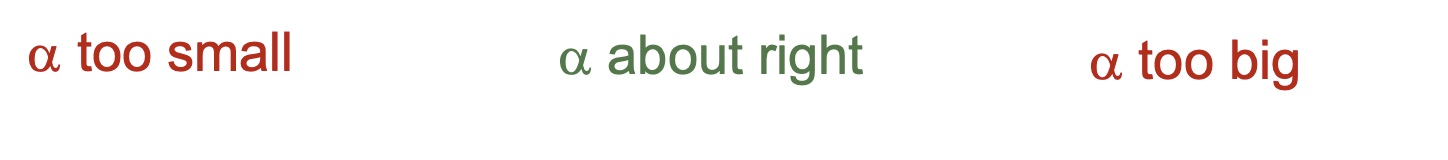 α too small
α about right
α too big